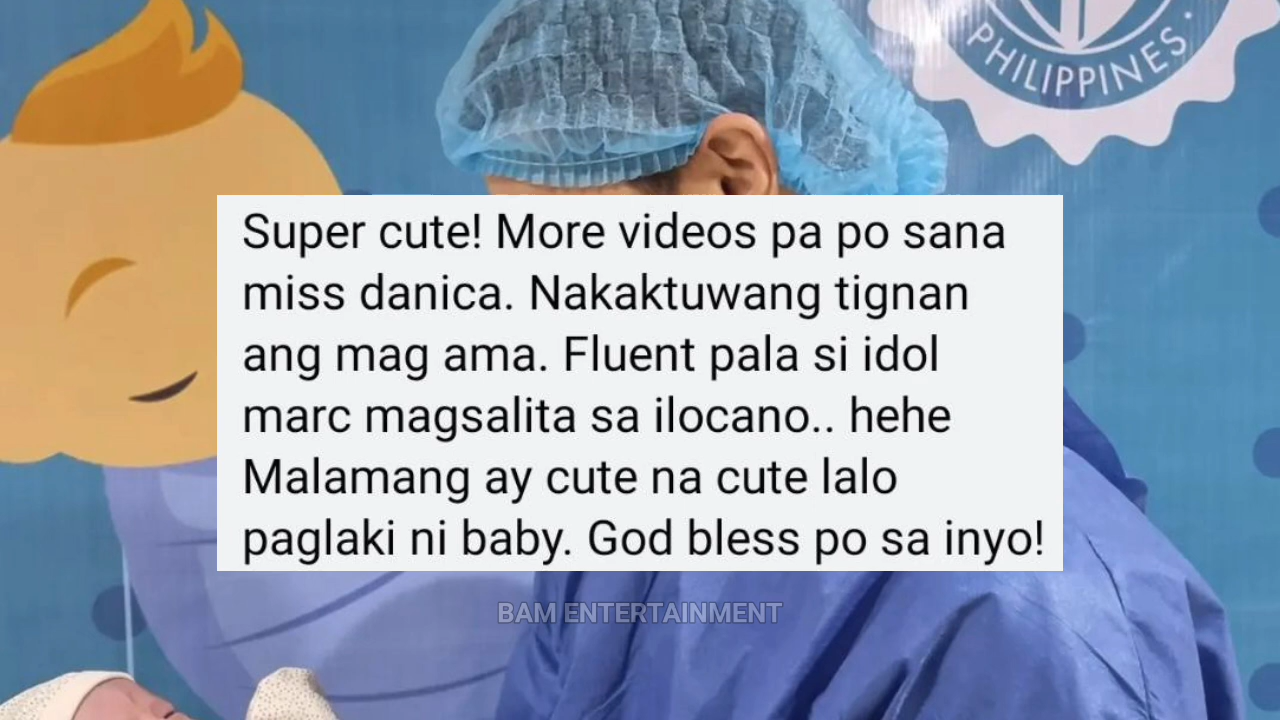 PHILIPPINES
Super cute! More videos pa po sana
miss danica. Nakaktuwang tignan
ang mag ama. Fluent pala si idol
marc magsalita sa ilocano.. hehe
Malamang ay cute na cute lalo
paglaki ni baby. God bless po sa inyo!
BAM ENTERTAINMENT